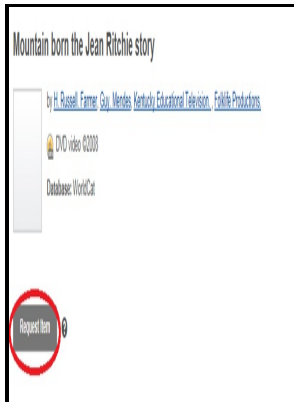 Mountain born the Jean Ritchie story
by H. Russell. Farmer, Guy. Mendes, Kentucky Educational Television. , Folklife Productions.
DVD video ©2008
Database: WorldCat
Request Item ?